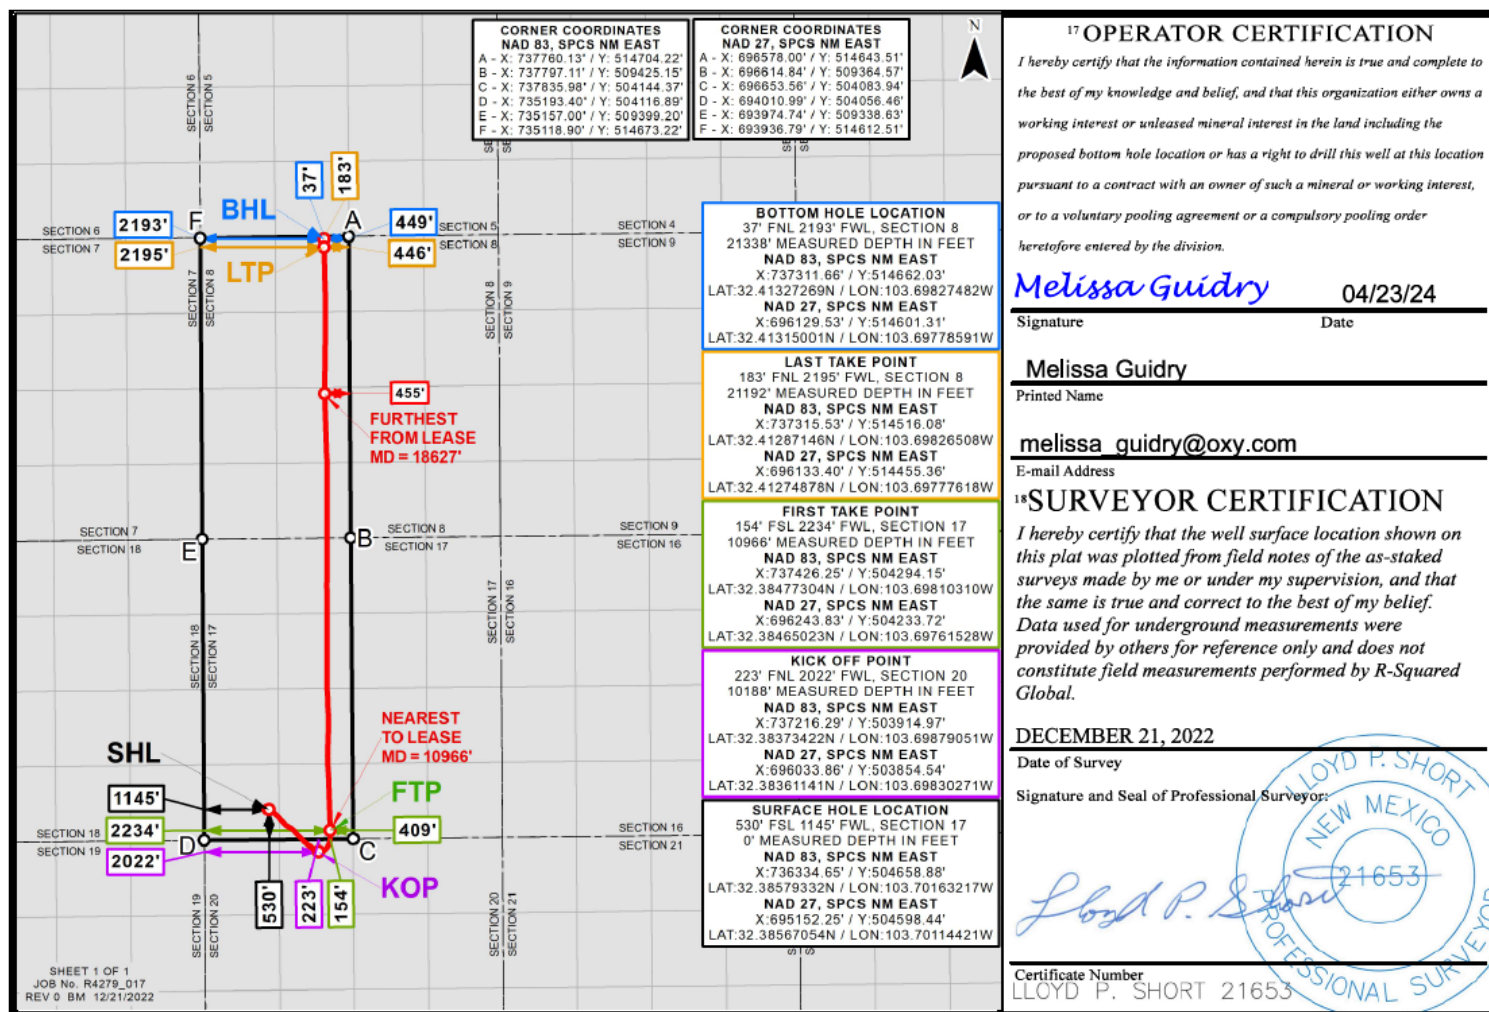 CORNER COORDINATES
NAD 83, SPCS NM EAST
A - X: 737760.13' / Y: 514704.22'
B - X: 737797.11' / Y: 509425.15'
C - X: 737835.98' / Y: 504144.37'
D - X: 735193.40' / Y: 504116.89'
E - X: 735157.00' / Y: 509399.20'
F - X: 735118.90' / Y: 514673.22'
CORNER COORDINATES
NAD 27, SPCS NM EAST
A - X: 696578.00' / Y: 514643.51'
B - X: 696614.84' / Y: 509364.57'
C - X: 696653.56' / Y: 504083.94'
D - X: 694010.99' / Y: 504056.46'
E - X: 693974.74' / Y: 509338.63'
F - X: 693936.79' / Y: 514612.51'
N
SECTION 6
SECTION 5
37'
183'
2193'
F
BHL
A
449'
SECTION 6
SECTION 7
SECTION 5
SECTION 8
SECTION 4
SECTION 9
2195'
LTP
446'
SECTION 7
SECTION 8
SECTION 8
SECTION 9
455'
FURTHEST
FROM LEASE
MD = 18627'
SECTION 7
SECTION 18
E
B
SECTION 8
SECTION 17
SECTION 9
SECTION 16
SECTION 17
SECTION 16
SECTION 18
SECTION 17
NEAREST
TO LEASE
MD = 10966'
SHL
1145'
FTP
2234'
409'
SECTION 18
SECTION 19
D
C
SECTION 16
SECTION 21
2022'
KOP
530'
223'
154'
SECTION 19
SECTION 20
SECTION 20
SECTION 21
SHEET 1 OF 1
JOB No. R4279_017
REV 0 BM 12/21/2022
BOTTOM HOLE LOCATION
37' FNL 2193' FWL, SECTION 8
21338' MEASURED DEPTH IN FEET
NAD 83, SPCS NM EAST
X:737311.66' / Y:514662.03'
LAT:32.41327269N / LON:103.69827482W
NAD 27, SPCS NM EAST
X:696129.53' / Y:514601.31'
LAT:32.41315001N / LON:103.69778591W
LAST TAKE POINT
183' FNL 2195' FWL, SECTION 8
21192' MEASURED DEPTH IN FEET
NAD 83, SPCS NM EAST
X:737315.53' / Y:514516.08'
LAT:32.41287146N / LON:103.69826508W
NAD 27, SPCS NM EAST
X:696133.40' / Y:514455.36'
LAT:32.41274878N / LON:103.69777618W
FIRST TAKE POINT
154' FSL 2234' FWL, SECTION 17
10966' MEASURED DEPTH IN FEET
NAD 83, SPCS NM EAST
X:737426.25' / Y:504294.15'
LAT:32.38477304N / LON:103.69810310W
NAD 27, SPCS NM EAST
X:696243.83' / Y:504233.72'
LAT:32.38465023N / LON:103.69761528W
KICK OFF POINT
223' FNL 2022' FWL, SECTION 20
10188' MEASURED DEPTH IN FEET
NAD 83, SPCS NM EAST
X:737216.29' / Y:503914.97'
LAT:32.38373422N / LON:103.69879051W
NAD 27, SPCS NM EAST
X:696033.86' / Y:503854.54'
LAT:32.38361141N / LON:103.69830271W
SURFACE HOLE LOCATION
530' FSL 1145' FWL, SECTION 17
0' MEASURED DEPTH IN FEET
NAD 83, SPCS NM EAST
X:736334.65' / Y:504658.88'
LAT:32.38579332N / LON:103.70163217W
NAD 27, SPCS NM EAST
X:695152.25' / Y:504598.44'
LAT:32.38567054N / LON:103.70114421W
17 OPERATOR CERTIFICATION
I hereby certify that the information contained herein is true and complete to
the best of my knowledge and belief, and that this organization either owns a
working interest or unleased mineral interest in the land including the
proposed bottom hole location or has a right to drill this well at this location
pursuant to a contract with an owner of such a mineral or working interest,
or to a voluntary pooling agreement or a compulsory pooling order
heretofore entered by the division.
Melissa Guidry 04/23/24
Signature Date
Melissa Guidry
Printed Name
melissa_guidry@oxy.com
E-mail Address
18 SURVEYOR CERTIFICATION
I hereby certify that the well surface location shown on
this plat was plotted from field notes of the as-staked
surveys made by me or under my supervision, and that
the same is true and correct to the best of my belief.
Data used for underground measurements were
provided by others for reference only and does not
constitute field measurements performed by R-Squared
Global.
DECEMBER 21, 2022
Date of Survey
Signature and Seal of Professional Surveyor:
LLOYD P. SHORT
NEW MEXICO
21653
PROFESSIONAL SURVEYOR
Lloyd P. Short
Certificate Number
LLOYD P. SHORT 21653